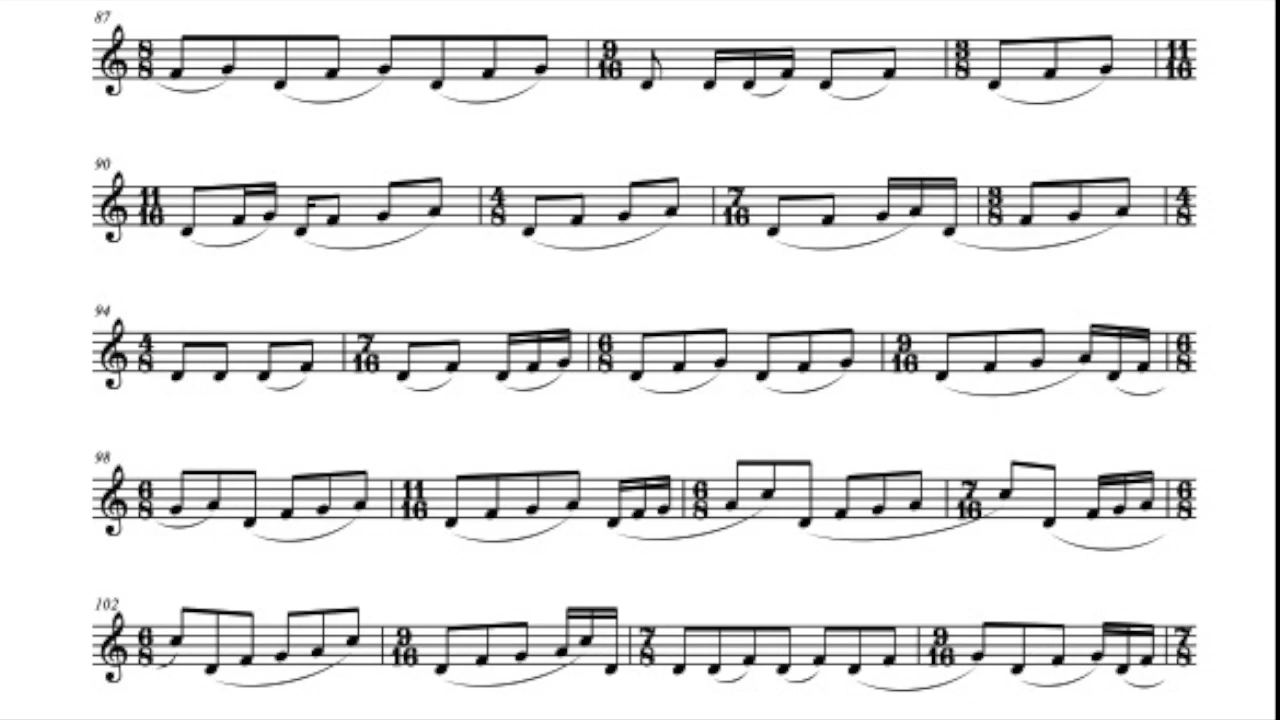 87
8 9 3 11
8 16 8 16
90
11 4 7 3 4
16 8 16 8 8
94
4 7 6 9 6
8 16 8 16 8
98
6 11 6 7 6
8 16 8 16 8
102
6 9 7 9 7
8 16 8 16 8